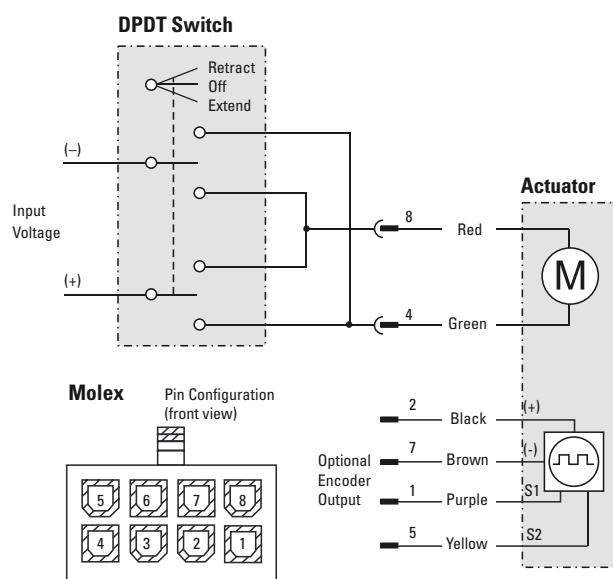 DPDT Switch
Retract
Off
Extend
(–)
Input
Voltage
(+)
Actuator
8
Red
M
4
Green
Molex
Pin Configuration
(front view)
5 6 7 8
4 3 2 1
Optional
Encoder
Output
2
Black
(+)
7
Brown
(-)
1
Purple
S1
5
Yellow
S2